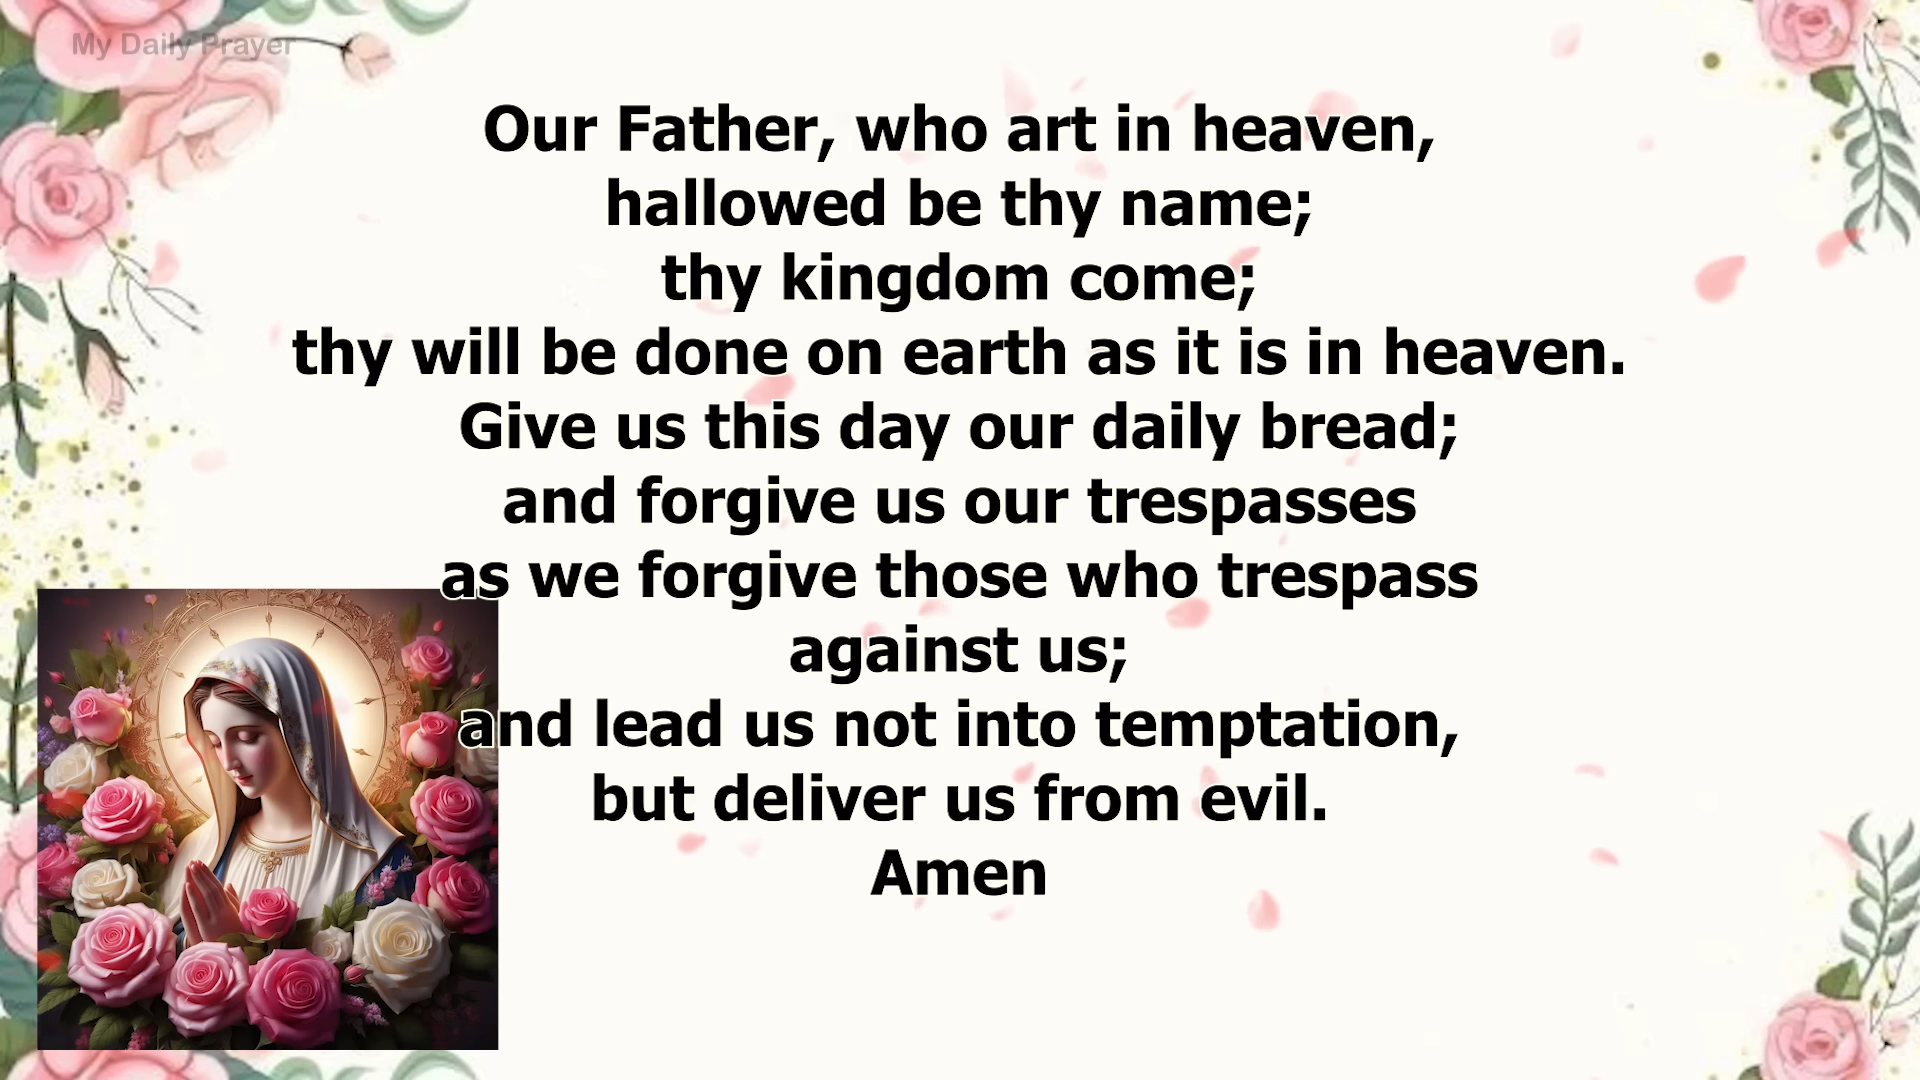 My Daily Prayer
Our Father, who art in heaven,
hallowed be thy name;
thy kingdom come;
thy will be done on earth as it is in heaven.
Give us this day our daily bread;
and forgive us our trespasses
as we forgive those who trespass
against us;
and lead us not into temptation,
but deliver us from evil.
Amen